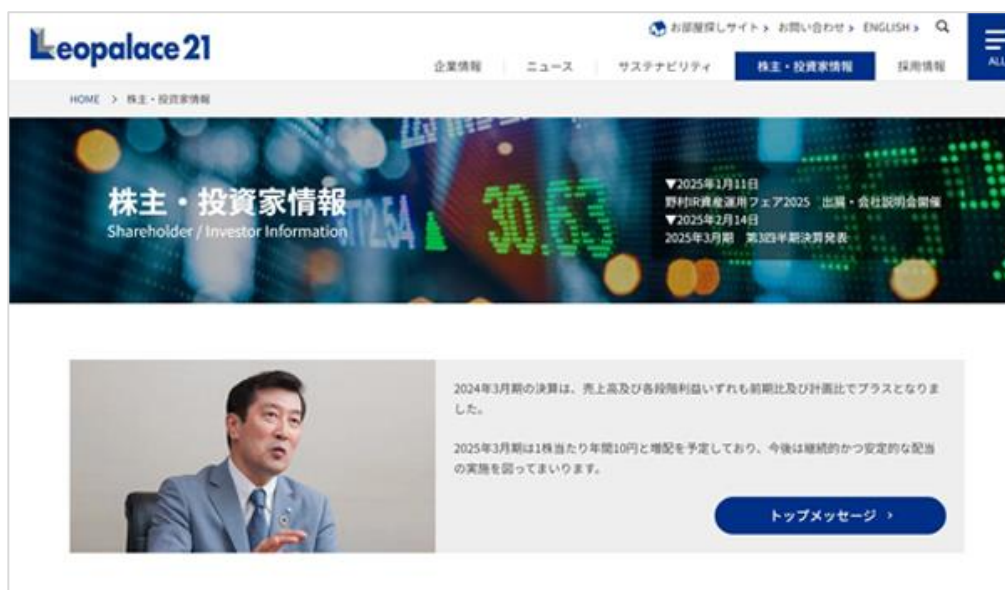 Leopalace21
お部屋探しサイト > お問い合わせ > ENGLISH >
ALL
企業情報 ニュース サステナビリティ 株主・投資家情報 採用情報
HOME > 株主・投資家情報
株主・投資家情報
Shareholder / Investor Information
30.63
▼2025年1月11日
野村IR資産運用フェア2025 出展・会社説明会開催
▼2025年2月14日
2025年3月期 第3四半期決算発表
2024年3月期の決算は、売上高及び各段階利益いずれも前期比及び計画比でプラスとなりま
した。
2025年3月期は1株当たり年間10円と増配を予定しており、今後は継続的かつ安定的な配当
の実施を図ってまいります。
トップメッセージ >